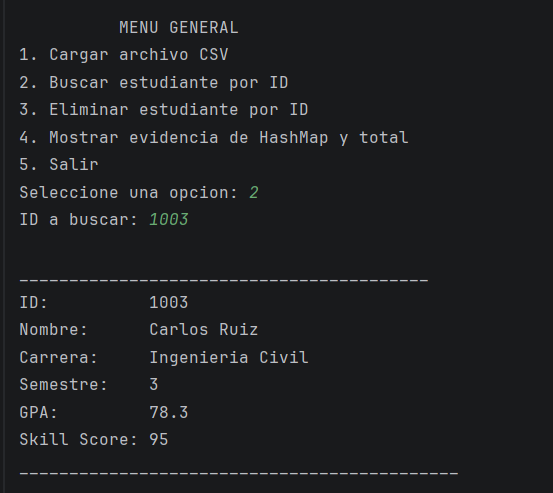 MENU GENERAL
1. Cargar archivo CSV
2. Buscar estudiante por ID
3. Eliminar estudiante por ID
4. Mostrar evidencia de HashMap y total
5. Salir
Seleccione una opcion: 2
ID a buscar: 1003
_________________________________________
ID: 1003
Nombre: Carlos Ruiz
Carrera: Ingenieria Civil
Semestre: 3
GPA: 78.3
Skill Score: 95
____________________________________________